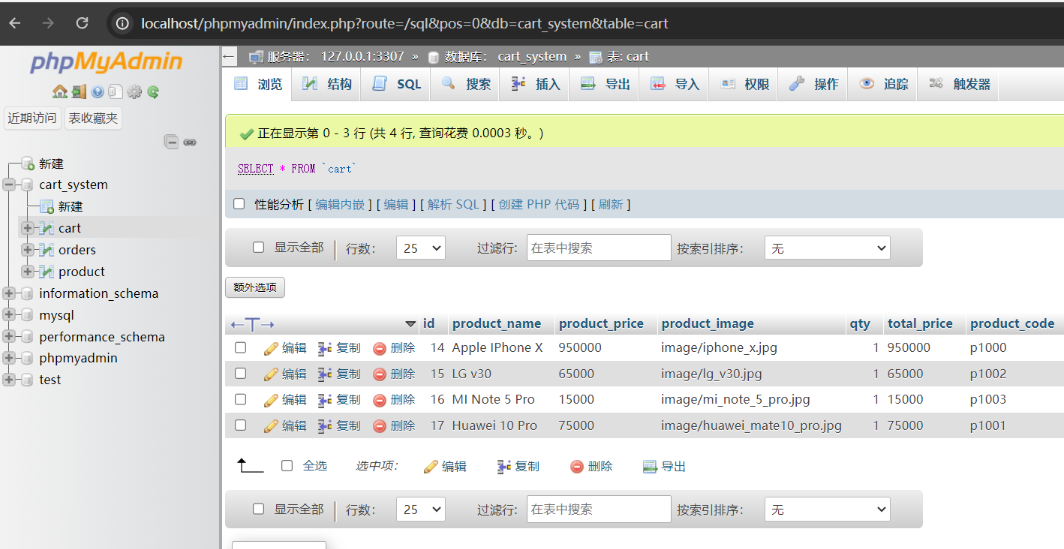 localhost/phpmyadmin/index.php?route=/sql&pos=0&db=cart_system&table=cart
phpMyAdmin
近期访问 表收藏夹
新建
cart_system
新建
cart
orders
product
information_schema
mysql
performance_schema
phpmyadmin
test
服务器: 127.0.0.1:3307 » 数据库: cart_system » 表: cart
浏览 结构 SQL 搜索 插入 导出 导入 权限 操作 追踪 触发器
正在显示第 0 - 3 行 (共 4 行, 查询花费 0.0003 秒。)
SELECT * FROM `cart`
性能分析 [ 编辑内嵌 ] [ 编辑 ] [ 解析 SQL ] [ 创建 PHP 代码 ] [ 刷新 ]
显示全部 行数: 25 过滤行: 在表中搜索 按索引排序: 无
额外选项
←T→ id product_name product_price product_image qty total_price product_code
编辑 复制 删除 14 Apple IPhone X 950000 image/iphone_x.jpg 1 950000 p1000
编辑 复制 删除 15 LG v30 65000 image/lg_v30.jpg 1 65000 p1002
编辑 复制 删除 16 MI Note 5 Pro 15000 image/mi_note_5_pro.jpg 1 15000 p1003
编辑 复制 删除 17 Huawei 10 Pro 75000 image/huawei_mate10_pro.jpg 1 75000 p1001
全选 选中项: 编辑 复制 删除 导出
显示全部 行数: 25 过滤行: 在表中搜索 按索引排序: 无